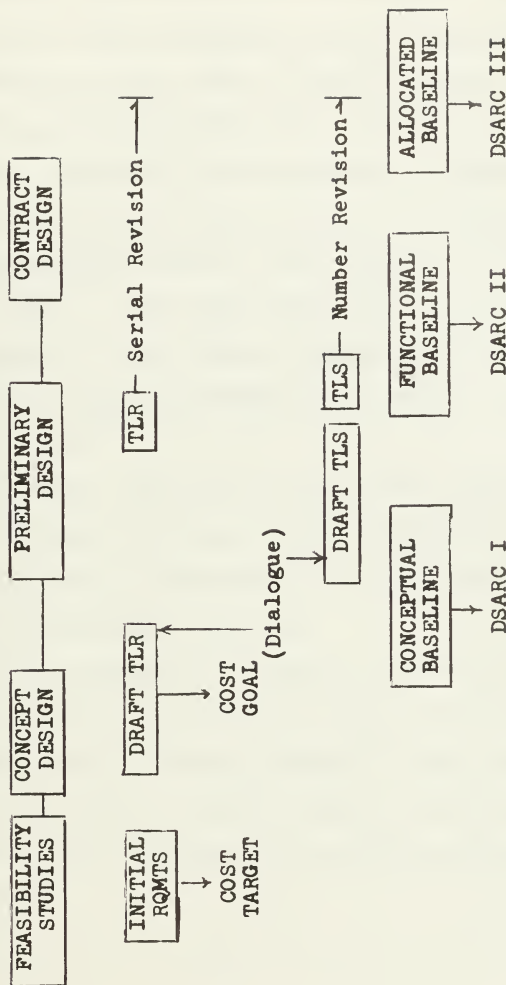 FEASIBILITY
STUDIES
CONCEPT
DESIGN
PRELIMINARY
DESIGN
CONTRACT
DESIGN
INITIAL
RQMTS
COST
TARGET
DRAFT TLR
COST
GOAL
TLR
Serial Revision
(Dialogue)
DRAFT TLS
TLS
Number Revision
CONCEPTUAL
BASELINE
DSARC I
FUNCTIONAL
BASELINE
DSARC II
ALLOCATED
BASELINE
DSARC III